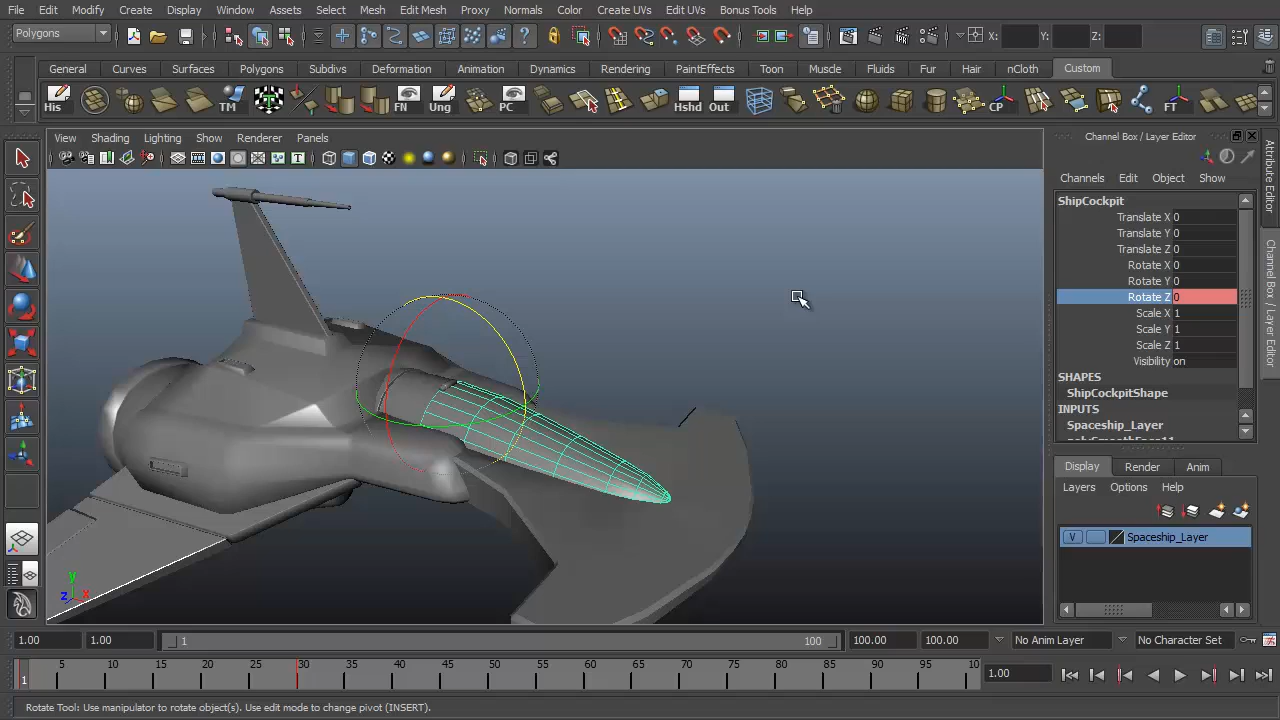 File Edit Modify Create Display Window Assets Select Mesh Edit Mesh Proxy Normals Color Create UVs Edit UVs Bonus Tools Help
Polygons X: Y: Z:
General Curves Surfaces Polygons Subdivs Deformation Animation Dynamics Rendering PaintEffects Toon Muscle Fluids Fur Hair nCloth Custom
His TM FN Ung PC Hshd Out CP FT
View Shading Lighting Show Renderer Panels
Channel Box / Layer Editor
Channels Edit Object Show
ShipCockpit
Translate X 0
Translate Y 0
Translate Z 0
Rotate X 0
Rotate Y 0
Rotate Z 0
Scale X 1
Scale Y 1
Scale Z 1
Visibility on
SHAPES
ShipCockpitShape
INPUTS
Spaceship_Layer
polySmoothFace11
Attribute Editor
Channel Box / Layer Editor
Display Render Anim
Layers Options Help
V Spaceship_Layer
y
z x
1.00 1.00 1 100 100.00 100.00 No Anim Layer No Character Set
1 5 10 15 20 25 30 35 40 45 50 55 60 65 70 75 80 85 90 95 10 1.00
Rotate Tool: Use manipulator to rotate object(s). Use edit mode to change pivot (INSERT).